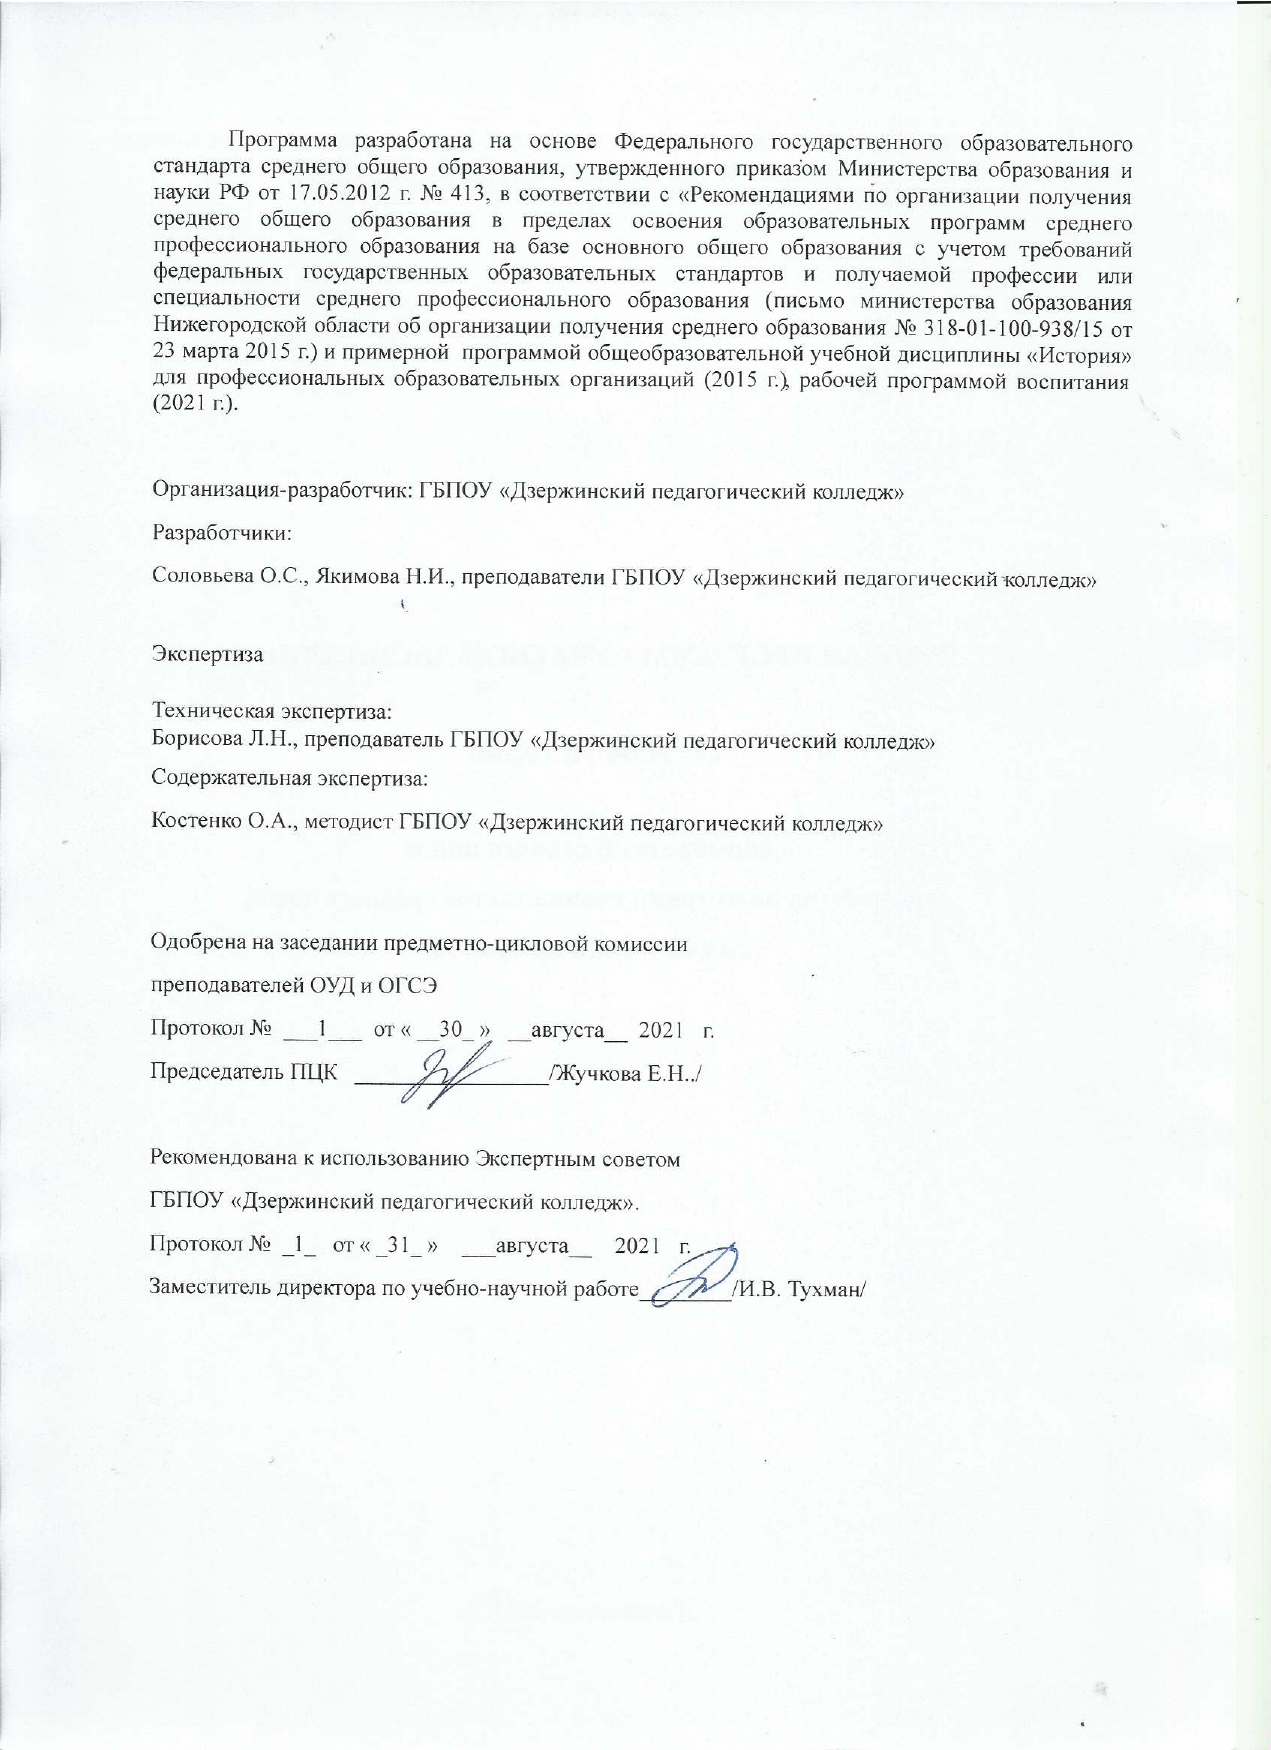 Программа разработана на основе Федерального государственного образовательного
стандарта среднего общего образования, утвержденного приказом Министерства образования и
науки РФ от 17.05.2012 г. № 413, в соответствии с «Рекомендациями по организации получения
среднего общего образования в пределах освоения образовательных программ среднего
профессионального образования на базе основного общего образования с учетом требований
федеральных государственных образовательных стандартов и получаемой профессии или
специальности среднего профессионального образования (письмо министерства образования
Нижегородской области об организации получения среднего образования № 318-01-100-938/15 от
23 марта 2015 г.) и примерной программой общеобразовательной учебной дисциплины «История»
для профессиональных образовательных организаций (2015 г.), рабочей программой воспитания
(2021 г.).
Организация-разработчик: ГБПОУ «Дзержинский педагогический колледж»
Разработчики:
Соловьева О.С., Якимова Н.И., преподаватели ГБПОУ «Дзержинский педагогический колледж»
Экспертиза
Техническая экспертиза:
Борисова Л.Н., преподаватель ГБПОУ «Дзержинский педагогический колледж»
Содержательная экспертиза:
Костенко О.А., методист ГБПОУ «Дзержинский педагогический колледж»
Одобрена на заседании предметно-цикловой комиссии
преподавателей ОУД и ОГСЭ
Протокол № ___1___ от « __30_ » __августа__ 2021 г.
Председатель ПЦК _________________/Жучкова Е.Н../
Рекомендована к использованию Экспертным советом
ГБПОУ «Дзержинский педагогический колледж».
Протокол № _1_ от « _31_ » ___августа__ 2021 г.
Заместитель директора по учебно-научной работе________/И.В. Тухман/